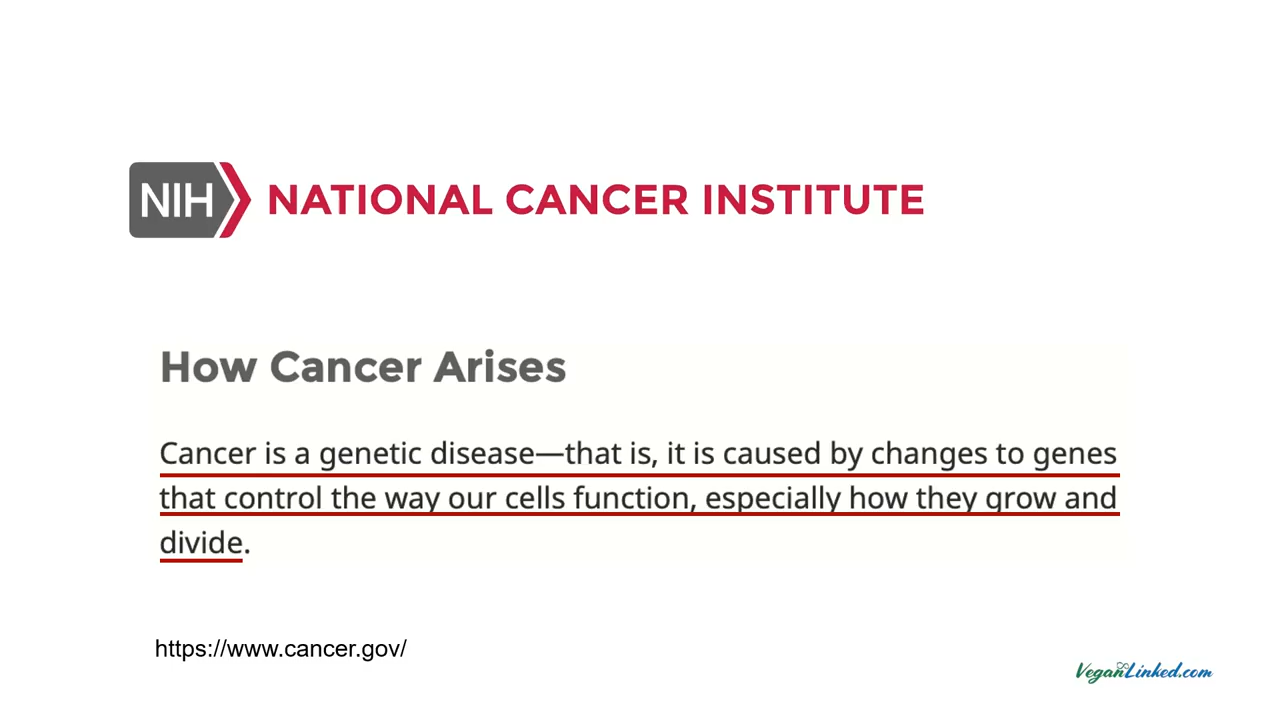 NIH NATIONAL CANCER INSTITUTE
How Cancer Arises
Cancer is a genetic disease—that is, it is caused by changes to genes
that control the way our cells function, especially how they grow and
divide.
https://www.cancer.gov/
VeganLinked.com